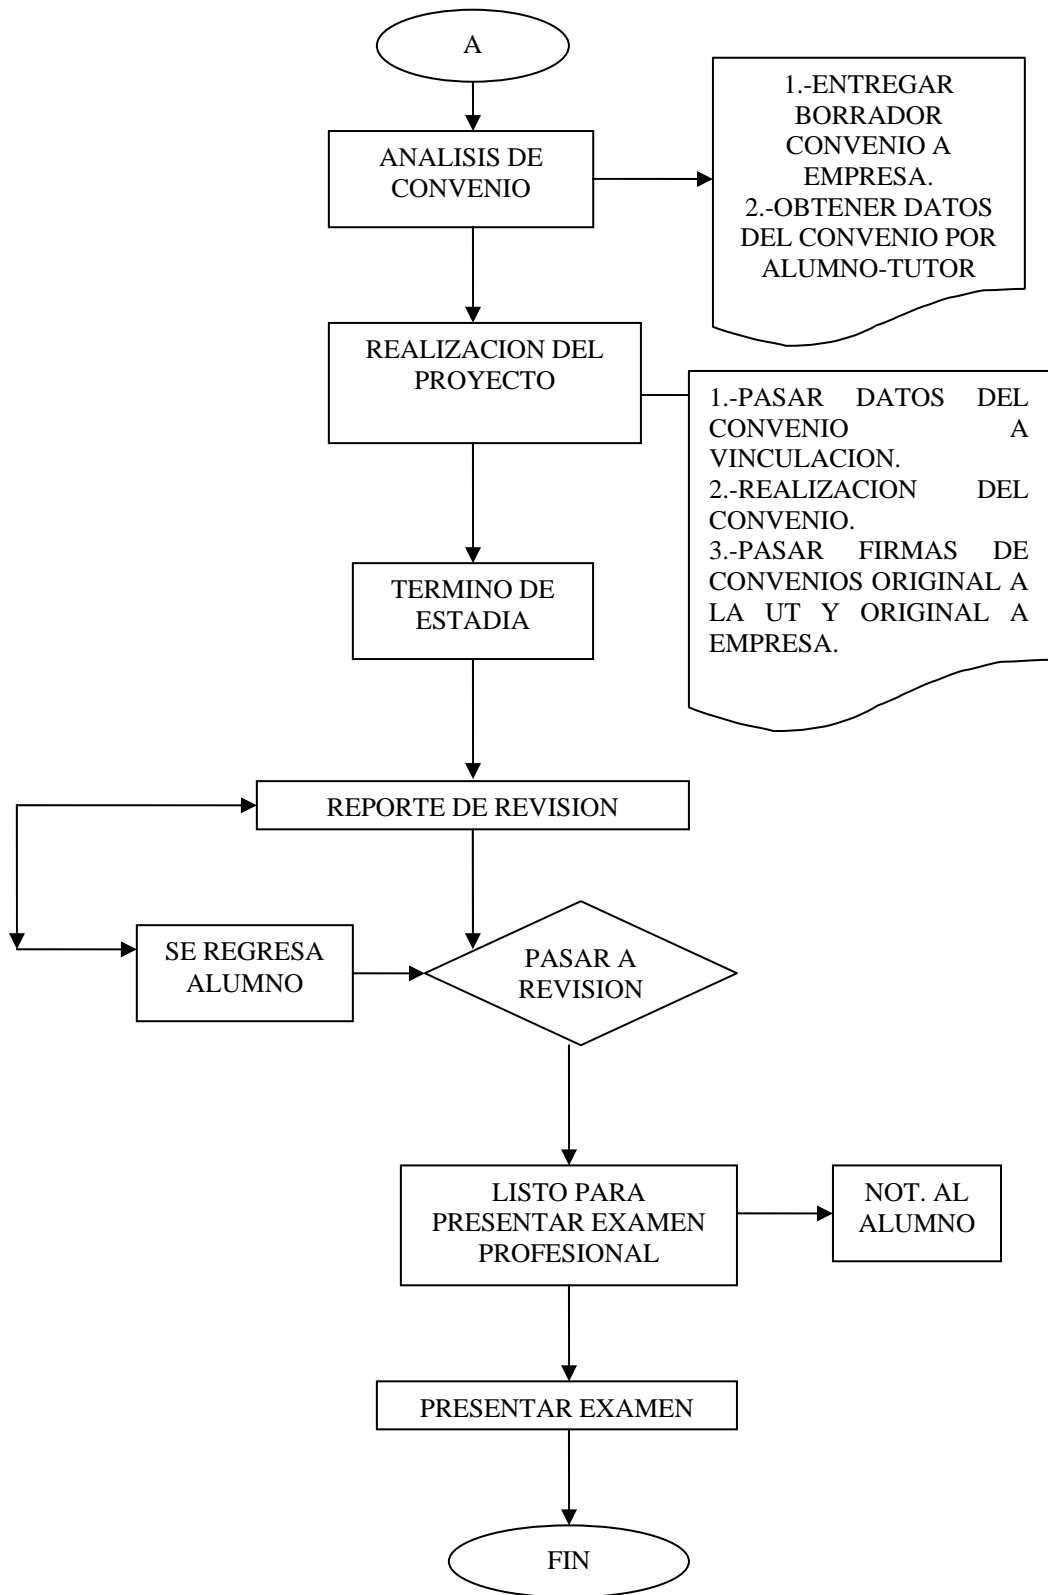 A
ANALISIS DE
CONVENIO
1.-ENTREGAR
BORRADOR
CONVENIO A
EMPRESA.
2.-OBTENER DATOS
DEL CONVENIO POR
ALUMNO-TUTOR
REALIZACION DEL
PROYECTO
1.-PASAR DATOS DEL
CONVENIO A
VINCULACION.
2.-REALIZACION DEL
CONVENIO.
3.-PASAR FIRMAS DE
CONVENIOS ORIGINAL A
LA UT Y ORIGINAL A
EMPRESA.
TERMINO DE
ESTADIA
REPORTE DE REVISION
SE REGRESA
ALUMNO
PASAR A
REVISION
LISTO PARA
PRESENTAR EXAMEN
PROFESIONAL
NOT. AL
ALUMNO
PRESENTAR EXAMEN
FIN